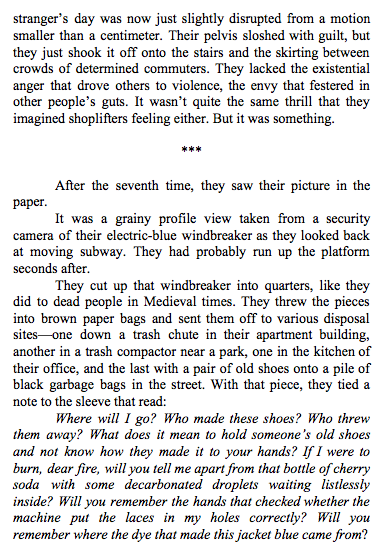 stranger’s day was now just slightly disrupted from a motion
smaller than a centimeter. Their pelvis sloshed with guilt, but
they just shook it off onto the stairs and the skirting between
crowds of determined commuters. They lacked the existential
anger that drove others to violence, the envy that festered in
other people’s guts. It wasn’t quite the same thrill that they
imagined shoplifters feeling either. But it was something.
***
After the seventh time, they saw their picture in the
paper.
It was a grainy profile view taken from a security
camera of their electric-blue windbreaker as they looked back
at moving subway. They had probably run up the platform
seconds after.
They cut up that windbreaker into quarters, like they
did to dead people in Medieval times. They threw the pieces
into brown paper bags and sent them off to various disposal
sites—one down a trash chute in their apartment building,
another in a trash compactor near a park, one in the kitchen of
their office, and the last with a pair of old shoes onto a pile of
black garbage bags in the street. With that piece, they tied a
note to the sleeve that read:
Where will I go? Who made these shoes? Who threw
them away? What does it mean to hold someone’s old shoes
and not know how they made it to your hands? If I were to
burn, dear fire, will you tell me apart from that bottle of cherry
soda with some decarbonated droplets waiting listlessly
inside? Will you remember the hands that checked whether the
machine put the laces in my holes correctly? Will you
remember where the dye that made this jacket blue came from?